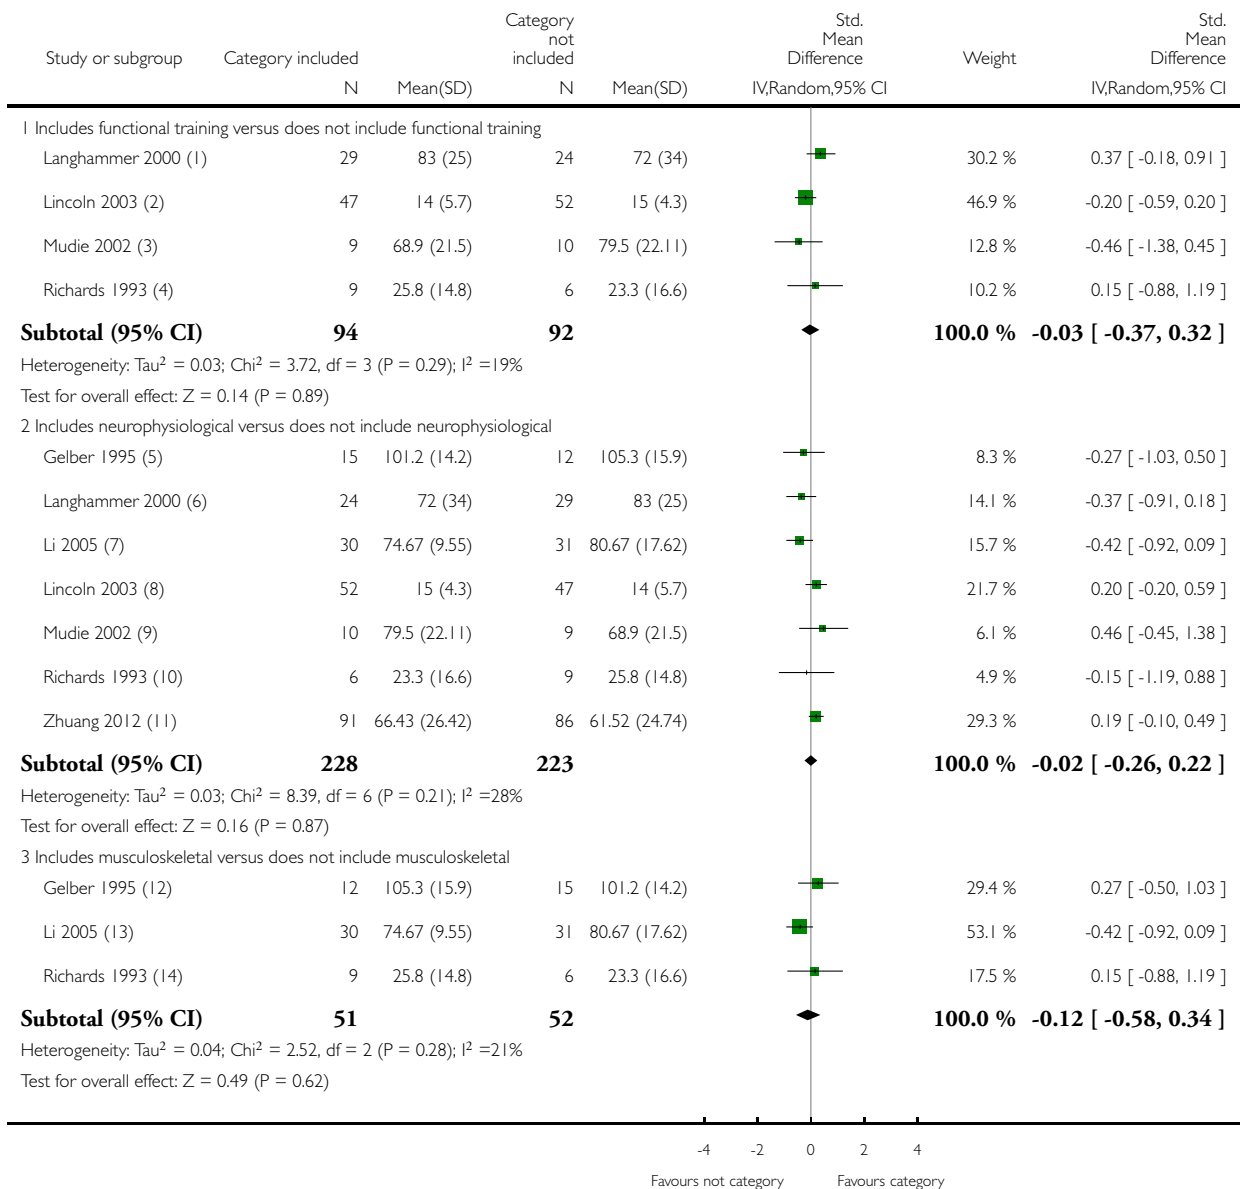 Study or subgroup Category included Category not included Std. Mean Difference Weight Std. Mean Difference
N Mean(SD) N Mean(SD) IV,Random,95% CI IV,Random,95% CI
1 Includes functional training versus does not include functional training
Langhammer 2000 (1) 29 83 (25) 24 72 (34) 30.2 % 0.37 [ -0.18, 0.91 ]
Lincoln 2003 (2) 47 14 (5.7) 52 15 (4.3) 46.9 % -0.20 [ -0.59, 0.20 ]
Mudie 2002 (3) 9 68.9 (21.5) 10 79.5 (22.11) 12.8 % -0.46 [ -1.38, 0.45 ]
Richards 1993 (4) 9 25.8 (14.8) 6 23.3 (16.6) 10.2 % 0.15 [ -0.88, 1.19 ]
Subtotal (95% CI) 94 92 100.0 % -0.03 [ -0.37, 0.32 ]
Heterogeneity: Tau² = 0.03; Chi² = 3.72, df = 3 (P = 0.29); I² =19%
Test for overall effect: Z = 0.14 (P = 0.89)
2 Includes neurophysiological versus does not include neurophysiological
Gelber 1995 (5) 15 101.2 (14.2) 12 105.3 (15.9) 8.3 % -0.27 [ -1.03, 0.50 ]
Langhammer 2000 (6) 24 72 (34) 29 83 (25) 14.1 % -0.37 [ -0.91, 0.18 ]
Li 2005 (7) 30 74.67 (9.55) 31 80.67 (17.62) 15.7 % -0.42 [ -0.92, 0.09 ]
Lincoln 2003 (8) 52 15 (4.3) 47 14 (5.7) 21.7 % 0.20 [ -0.20, 0.59 ]
Mudie 2002 (9) 10 79.5 (22.11) 9 68.9 (21.5) 6.1 % 0.46 [ -0.45, 1.38 ]
Richards 1993 (10) 6 23.3 (16.6) 9 25.8 (14.8) 4.9 % -0.15 [ -1.19, 0.88 ]
Zhuang 2012 (11) 91 66.43 (26.42) 86 61.52 (24.74) 29.3 % 0.19 [ -0.10, 0.49 ]
Subtotal (95% CI) 228 223 100.0 % -0.02 [ -0.26, 0.22 ]
Heterogeneity: Tau² = 0.03; Chi² = 8.39, df = 6 (P = 0.21); I² =28%
Test for overall effect: Z = 0.16 (P = 0.87)
3 Includes musculoskeletal versus does not include musculoskeletal
Gelber 1995 (12) 12 105.3 (15.9) 15 101.2 (14.2) 29.4 % 0.27 [ -0.50, 1.03 ]
Li 2005 (13) 30 74.67 (9.55) 31 80.67 (17.62) 53.1 % -0.42 [ -0.92, 0.09 ]
Richards 1993 (14) 9 25.8 (14.8) 6 23.3 (16.6) 17.5 % 0.15 [ -0.88, 1.19 ]
Subtotal (95% CI) 51 52 100.0 % -0.12 [ -0.58, 0.34 ]
Heterogeneity: Tau² = 0.04; Chi² = 2.52, df = 2 (P = 0.28); I² =21%
Test for overall effect: Z = 0.49 (P = 0.62)
-4 -2 0 2 4
Favours not category Favours category